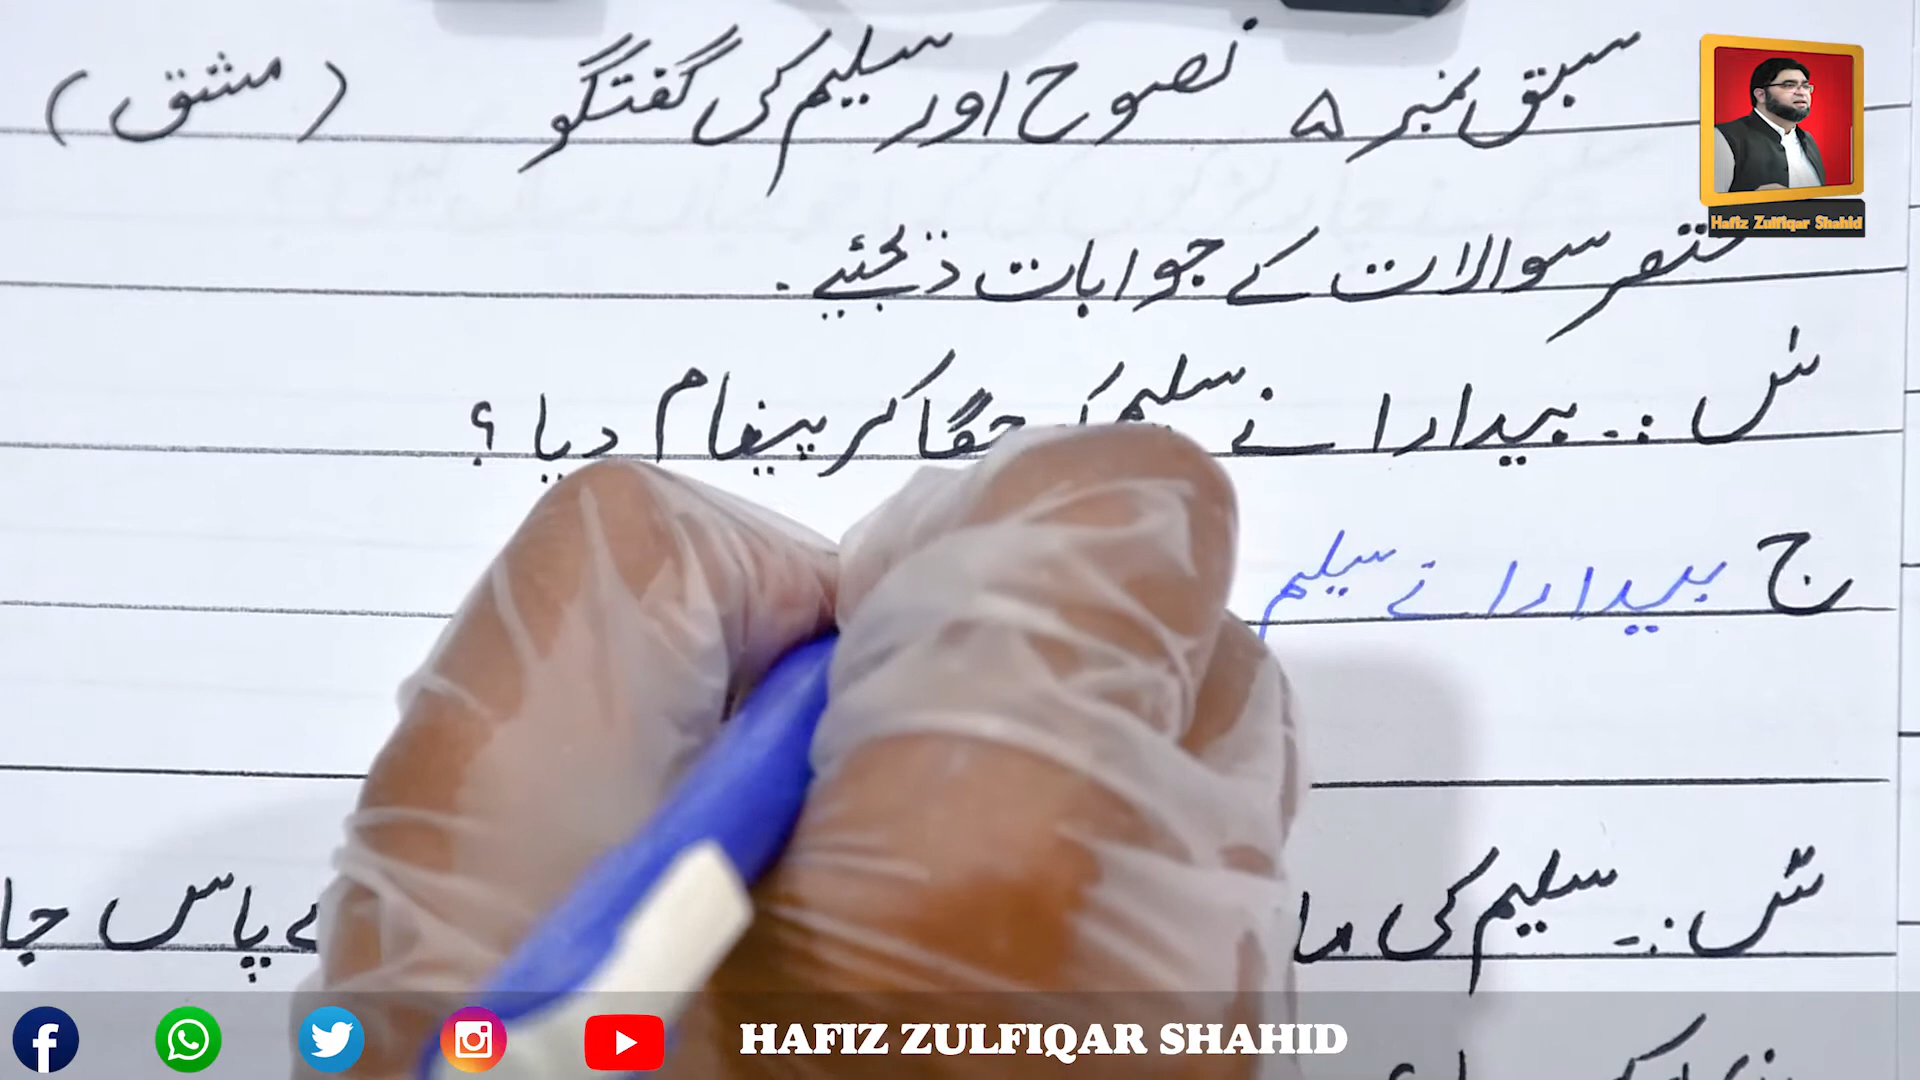 سبق نمبر ۵ نصوح اور سلیم کی گفتگو (مشق)
Hafiz Zulfiqar Shahid
سوالات کے جوابات دیجئیے۔
س:۔ بیدارا نے سلیم کو جگا کر پیغام دیا؟
ج بیدارا نے سلیم
س:۔ سلیم کی ما پاس جا
HAFIZ ZULFIQAR SHAHID